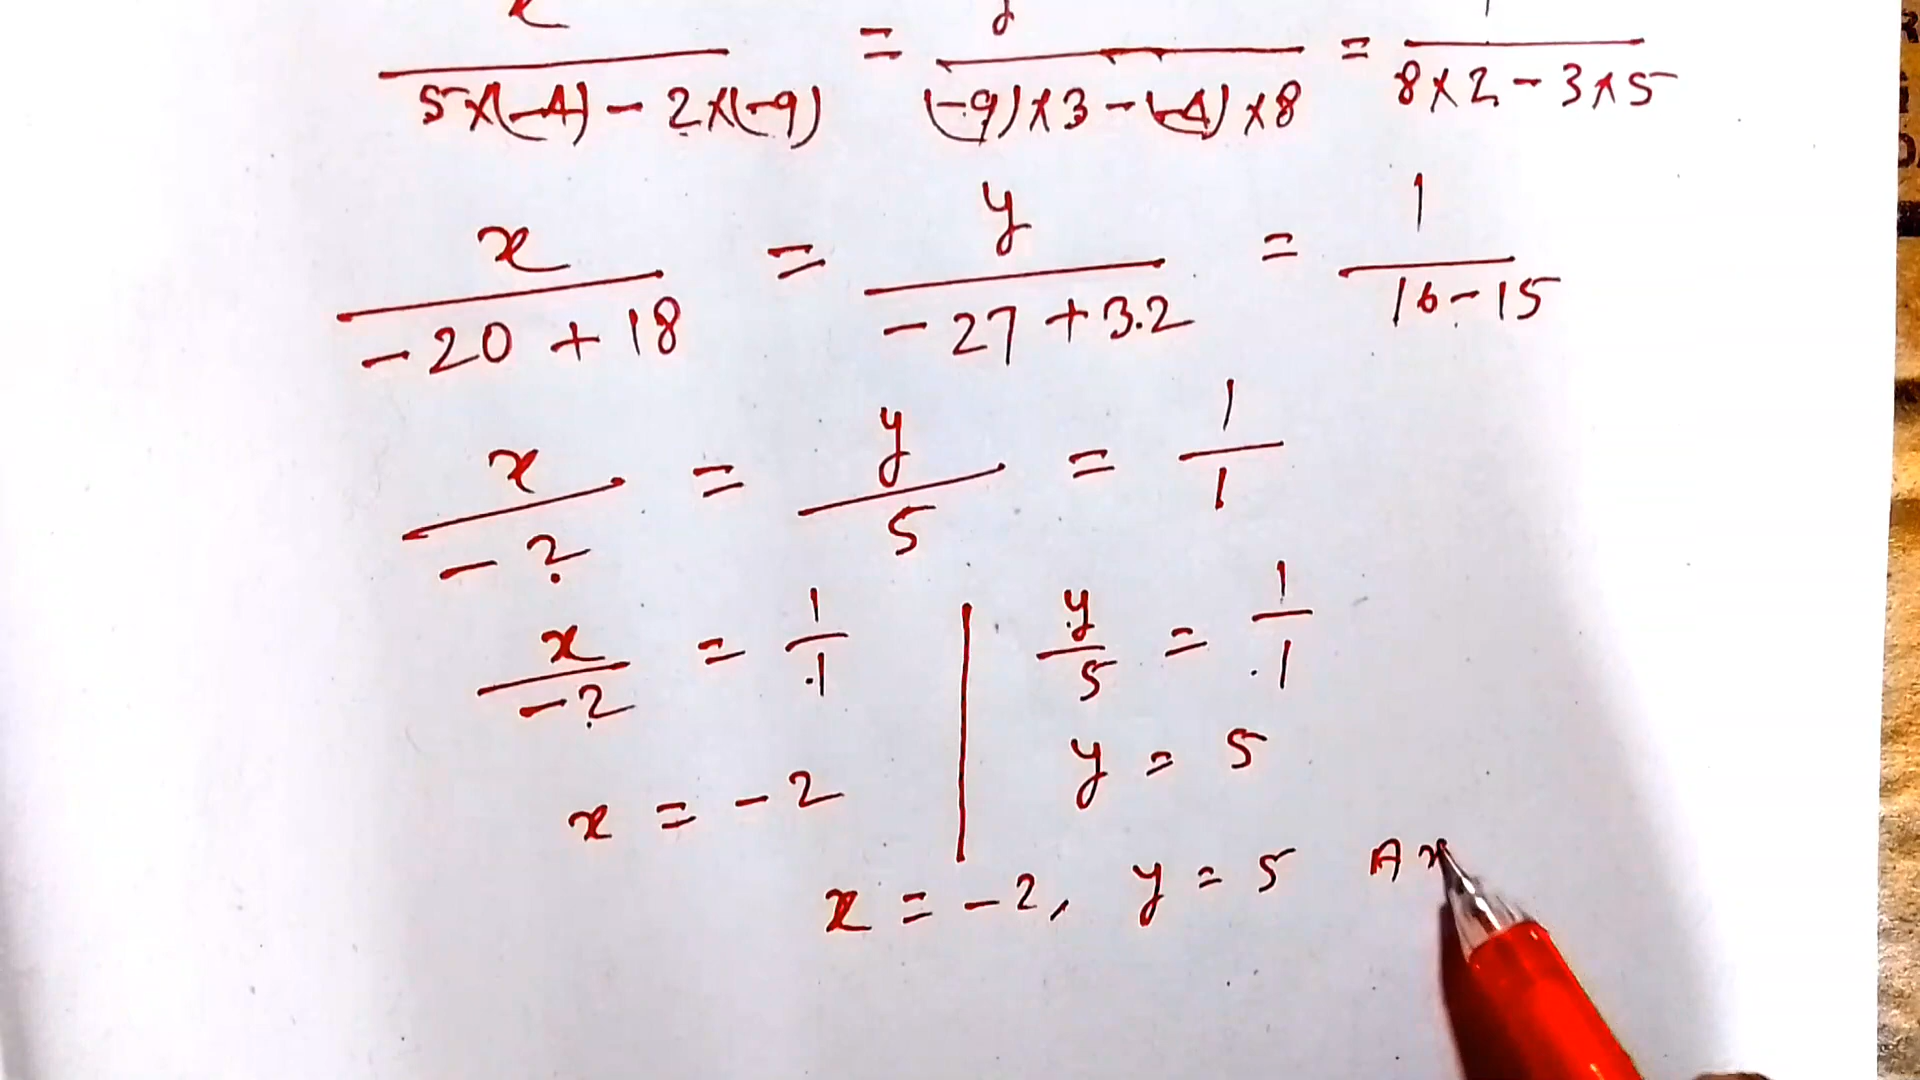 x/(5×(-4) - 2×(-9)) = y/((-9)×3 - (-4)×8) = 1/(8×2 - 3×5)
x/(-20 + 18) = y/(-27 + 32) = 1/(16 - 15)
x/-2 = y/5 = 1/1
x/-2 = 1/1 | y/5 = 1/1
x = -2 | y = 5
x = -2, y = 5 An